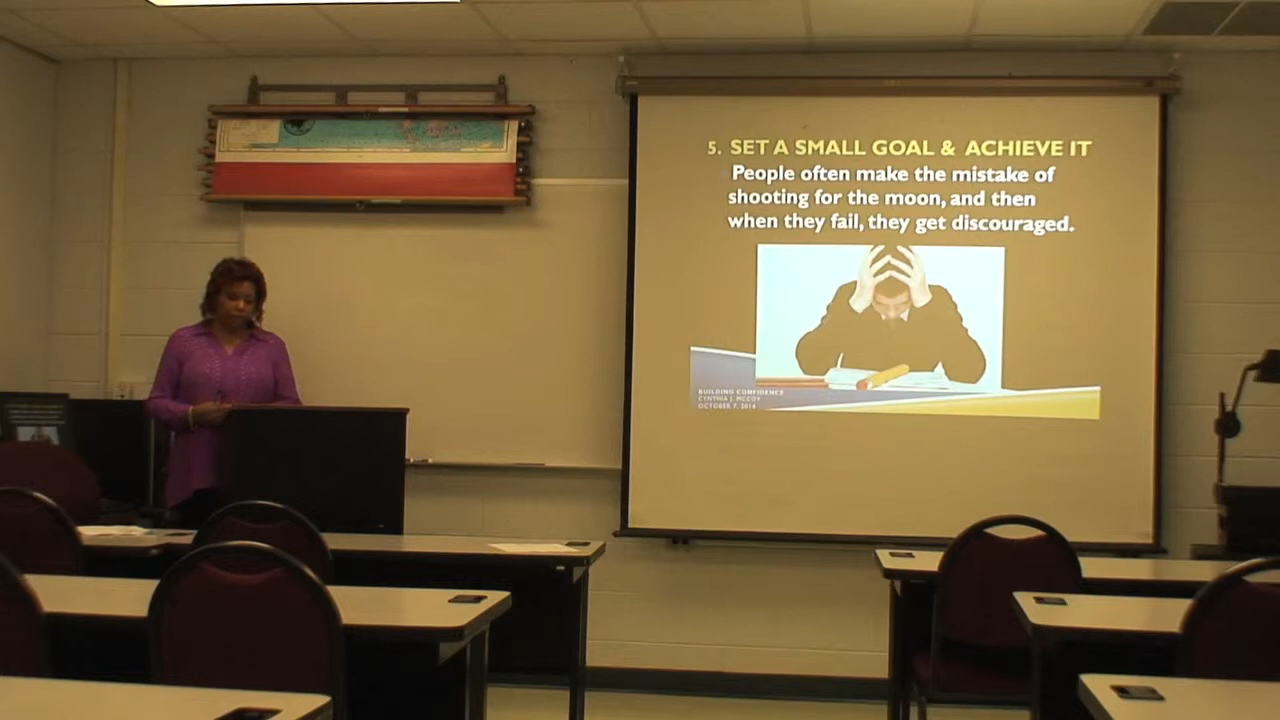 5. SET A SMALL GOAL & ACHIEVE IT
People often make the mistake of
shooting for the moon, and then
when they fail, they get discouraged.
BUILDING CONFIDENCE
CYNTHIA J. MCCOY
OCTOBER 7, 2014